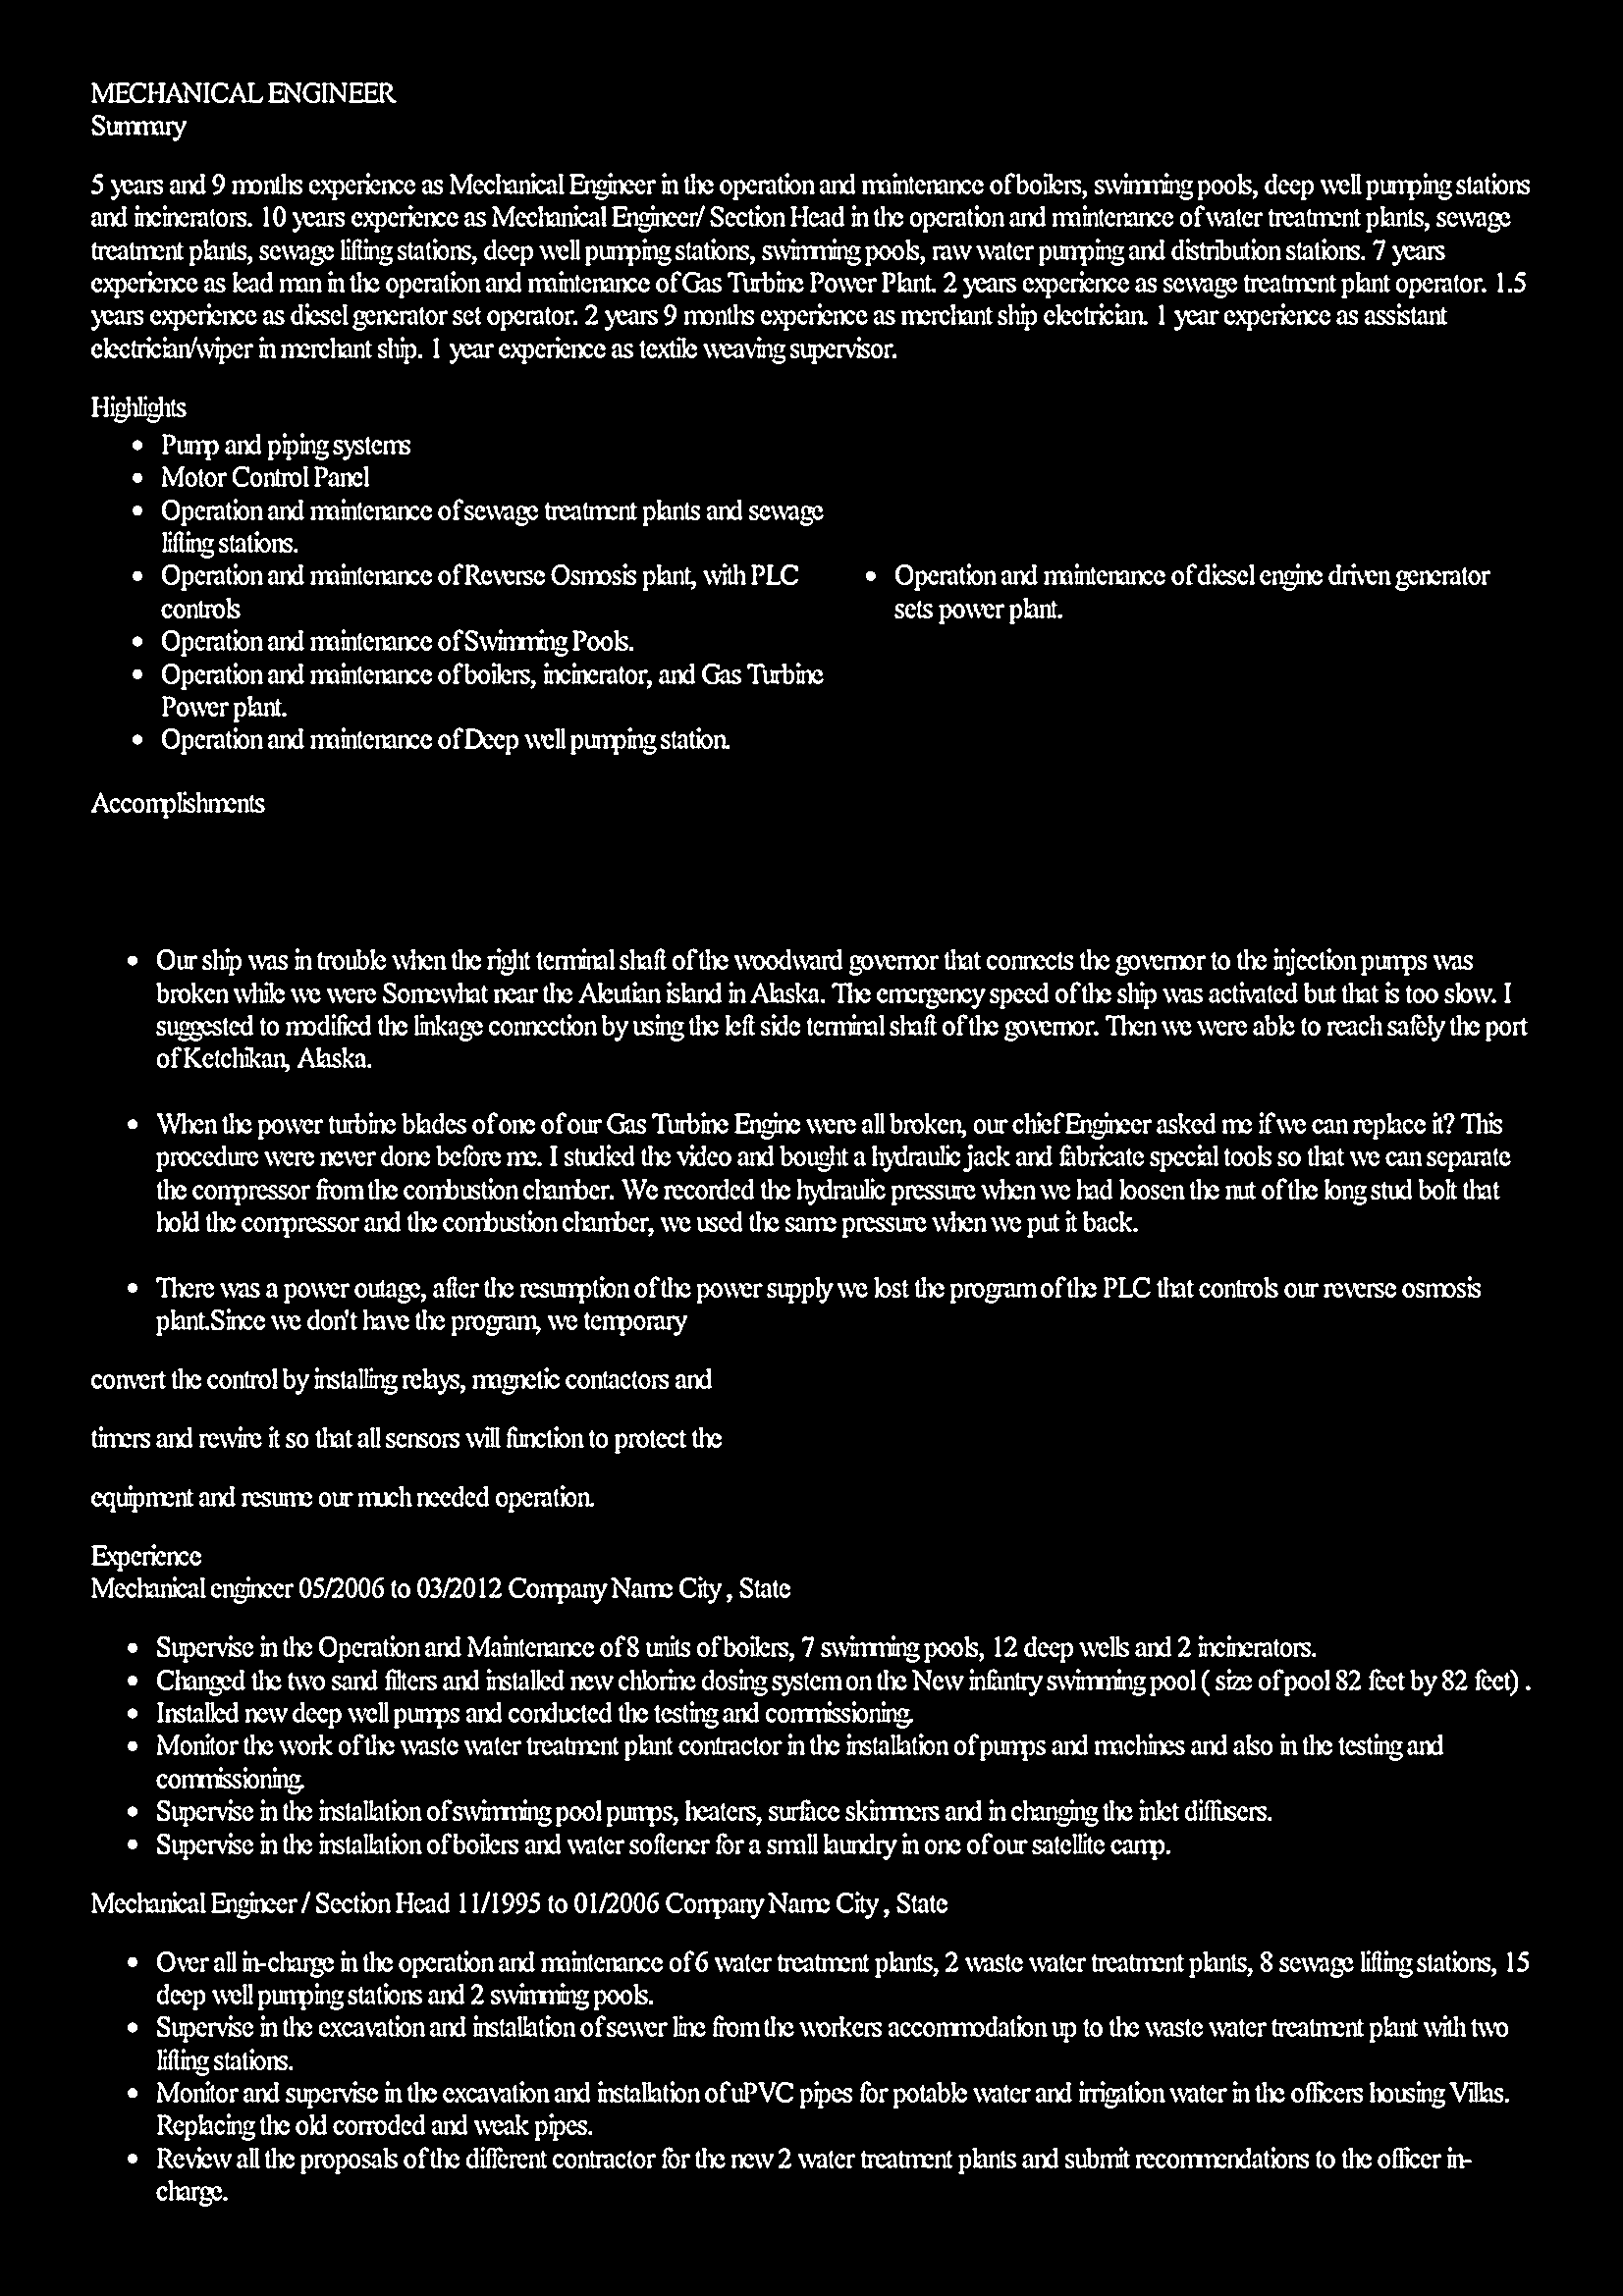 MECHANICAL ENGINEER
Summary
5 years and 9 months experience as Mechanical Engineer in the operation and maintenance of boilers, swimming pools, deep well pumping stations
and incinerators. 10 years experience as Mechanical Engineer/ Section Head in the operation and maintenance of water treatment plants, sewage
treatment plants, sewage lifting stations, deep well pumping stations, swimming pools, raw water pumping and distribution stations. 7 years
experience as lead man in the operation and maintenance of Gas Turbine Power Plant. 2 years experience as sewage treatment plant operator. 1.5
years experience as diesel generator set operator. 2 years 9 months experience as merchant ship electrician. 1 year experience as assistant
electrician/wiper in merchant ship. 1 year experience as textile weaving supervisor.
Highlights
• Pump and piping systems
• Motor Control Panel
• Operation and maintenance of sewage treatment plants and sewage
lifting stations.
• Operation and maintenance of Reverse Osmosis plant, with PLC
controls
• Operation and maintenance of Swimming Pools.
• Operation and maintenance of boilers, incinerator, and Gas Turbine
Power plant.
• Operation and maintenance of Deep well pumping station.
• Operation and maintenance of diesel engine driven generator
sets power plant.
Accomplishments
• Our ship was in trouble when the right terminal shaft of the woodward governor that connects the governor to the injection pumps was
broken while we were Somewhat near the Aleutian island in Alaska. The emergency speed of the ship was activated but that is too slow. I
suggested to modified the linkage connection by using the left side terminal shaft of the governor. Then we were able to reach safely the port
of Ketchikan, Alaska.
• When the power turbine blades of one of our Gas Turbine Engine were all broken, our chief Engineer asked me if we can replace it? This
procedure were never done before me. I studied the video and bought a hydraulic jack and fabricate special tools so that we can separate
the compressor from the combustion chamber. We recorded the hydraulic pressure when we had loosen the nut of the long stud bolt that
hold the compressor and the combustion chamber, we used the same pressure when we put it back.
• There was a power outage, after the resumption of the power supply we lost the program of the PLC that controls our reverse osmosis
plant.Since we don't have the program, we temporary
convert the control by installing relays, magnetic contactors and
timers and rewire it so that all sensors will function to protect the
equipment and resume our much needed operation.
Experience
Mechanical engineer 05/2006 to 03/2012 Company Name City , State
• Supervise in the Operation and Maintenance of 8 units of boilers, 7 swimming pools, 12 deep wells and 2 incinerators.
• Changed the two sand filters and installed new chlorine dosing system on the New infantry swimming pool ( size of pool 82 feet by 82 feet) .
• Installed new deep well pumps and conducted the testing and commissioning.
• Monitor the work of the waste water treatment plant contractor in the installation of pumps and machines and also in the testing and
commissioning.
• Supervise in the installation of swimming pool pumps, heaters, surface skimmers and in changing the inlet diffusers.
• Supervise in the installation of boilers and water softener for a small laundry in one of our satellite camp.
Mechanical Engineer / Section Head 11/1995 to 01/2006 Company Name City , State
• Over all in-charge in the operation and maintenance of 6 water treatment plants, 2 waste water treatment plants, 8 sewage lifting stations, 15
deep well pumping stations and 2 swimming pools.
• Supervise in the excavation and installation of sewer line from the workers accommodation up to the waste water treatment plant with two
lifting stations.
• Monitor and supervise in the excavation and installation of uPVC pipes for potable water and irrigation water in the officers housing Villas.
Replacing the old corroded and weak pipes.
• Review all the proposals of the different contractor for the new 2 water treatment plants and submit recommendations to the officer in-
charge.